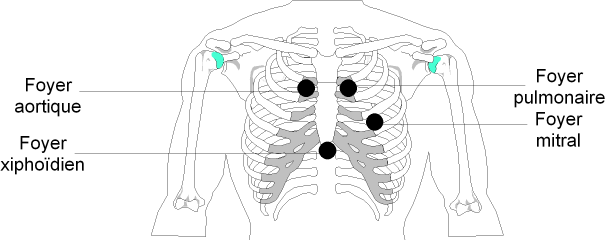 Foyer
aortique
Foyer
xiphoïdien
Foyer
pulmonaire
Foyer
mitral